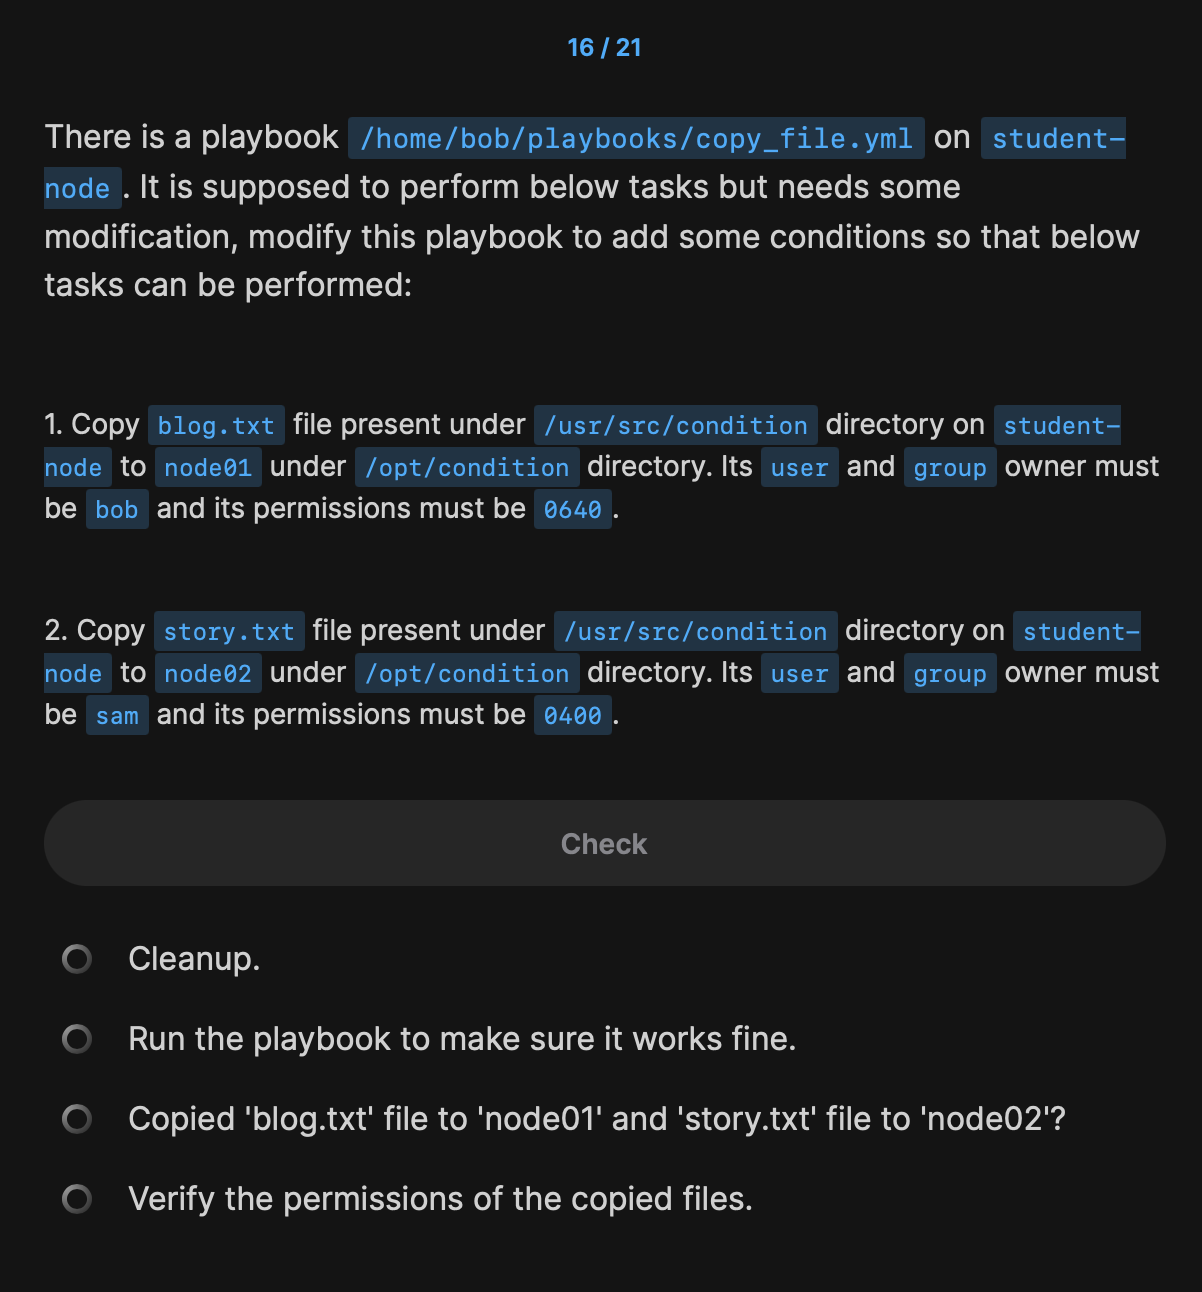 16 / 21
There is a playbook /home/bob/playbooks/copy_file.yml on student-
node . It is supposed to perform below tasks but needs some
modification, modify this playbook to add some conditions so that below
tasks can be performed:
1. Copy blog.txt file present under /usr/src/condition directory on student-
node to node01 under /opt/condition directory. Its user and group owner must
be bob and its permissions must be 0640 .
2. Copy story.txt file present under /usr/src/condition directory on student-
node to node02 under /opt/condition directory. Its user and group owner must
be sam and its permissions must be 0400 .
Check
Cleanup.
Run the playbook to make sure it works fine.
Copied 'blog.txt' file to 'node01' and 'story.txt' file to 'node02'?
Verify the permissions of the copied files.